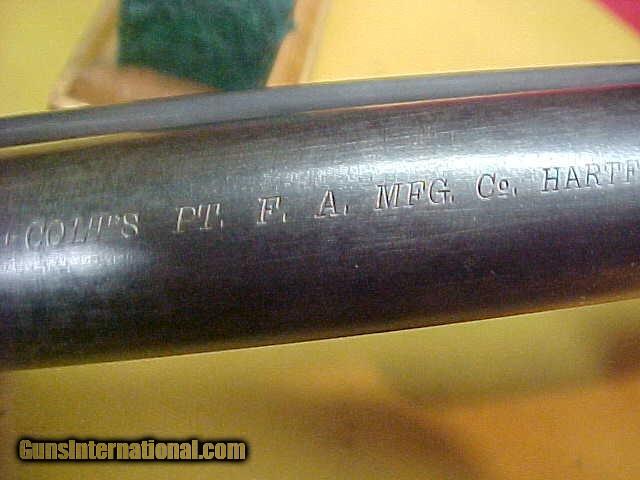 COLT'S PT. F. A. MFG. Co. HARTF
GunsInternational.com